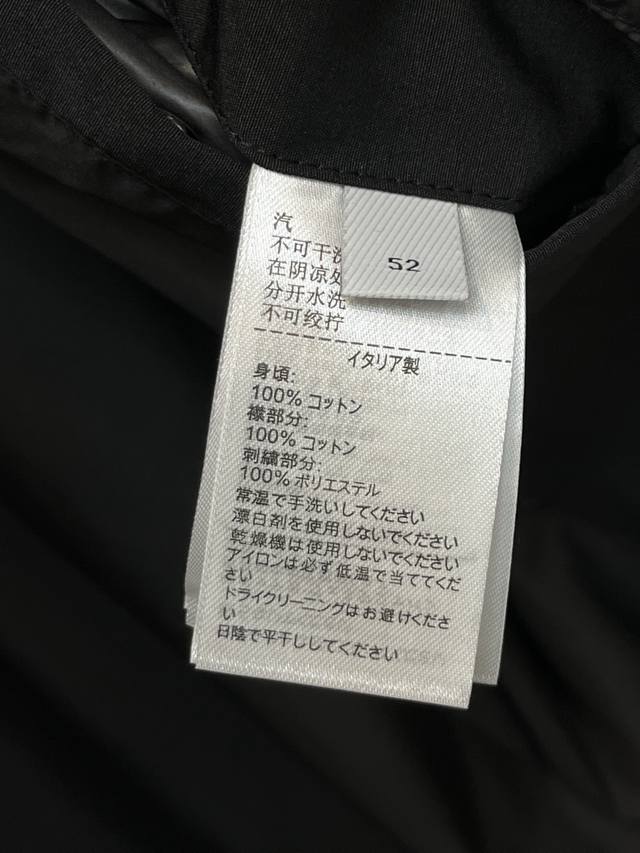 汽
不可干洗
在阴凉处
分开水洗
不可绞拧
52
イタリア製
身頃:
100% コットン
襟部分:
100% コットン
刺繍部分:
100% ポリエステル
常温で手洗いしてください
漂白剤を使用しないでください
乾燥機は使用しないでください
アイロンは必ず低温で当ててくだ
さい
ドライクリーニングはお避けくださ
い
日陰で平干ししてください